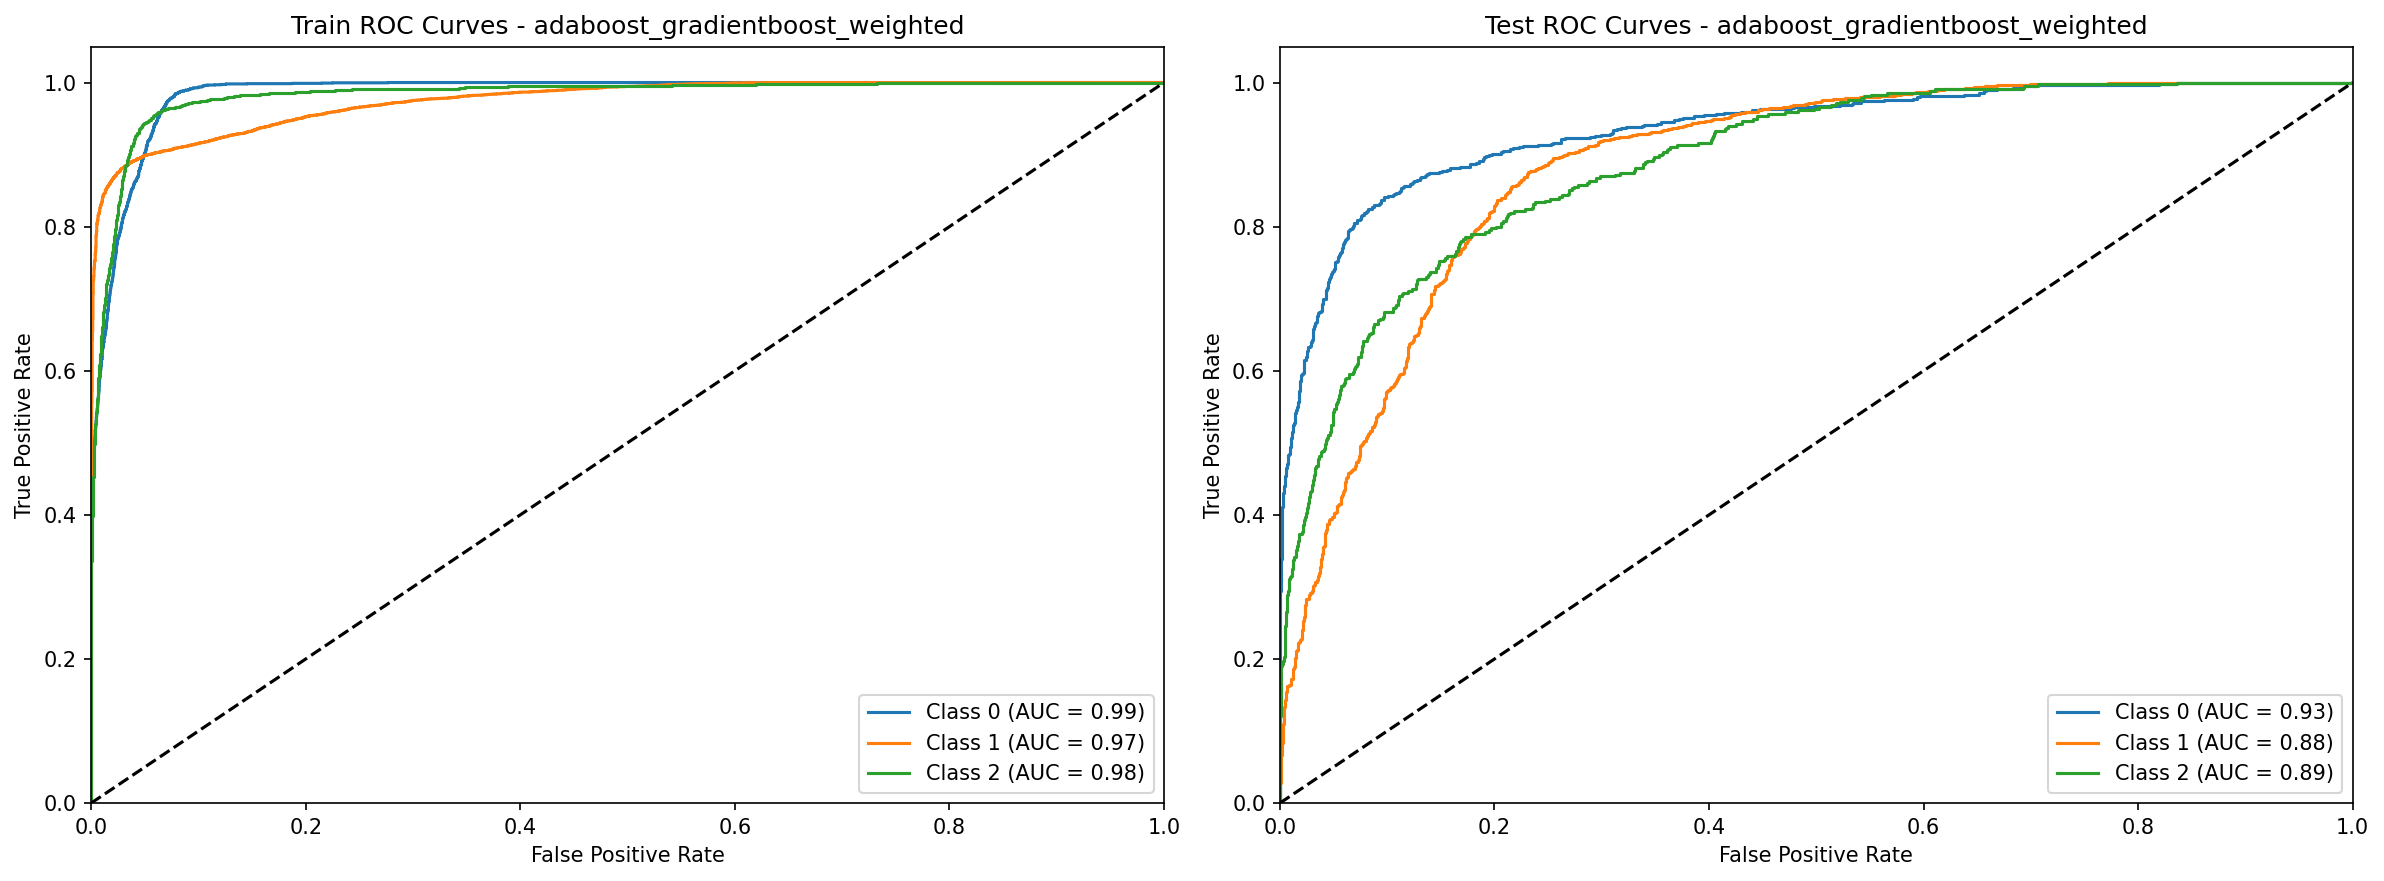 Train ROC Curves - adaboost_gradientboost_weighted
True Positive Rate
1.0
0.8
0.6
0.4
0.2
0.0
0.0 0.2 0.4 0.6 0.8 1.0
False Positive Rate
Class 0 (AUC = 0.99)
Class 1 (AUC = 0.97)
Class 2 (AUC = 0.98)
Test ROC Curves - adaboost_gradientboost_weighted
True Positive Rate
1.0
0.8
0.6
0.4
0.2
0.0
0.0 0.2 0.4 0.6 0.8 1.0
False Positive Rate
Class 0 (AUC = 0.93)
Class 1 (AUC = 0.88)
Class 2 (AUC = 0.89)